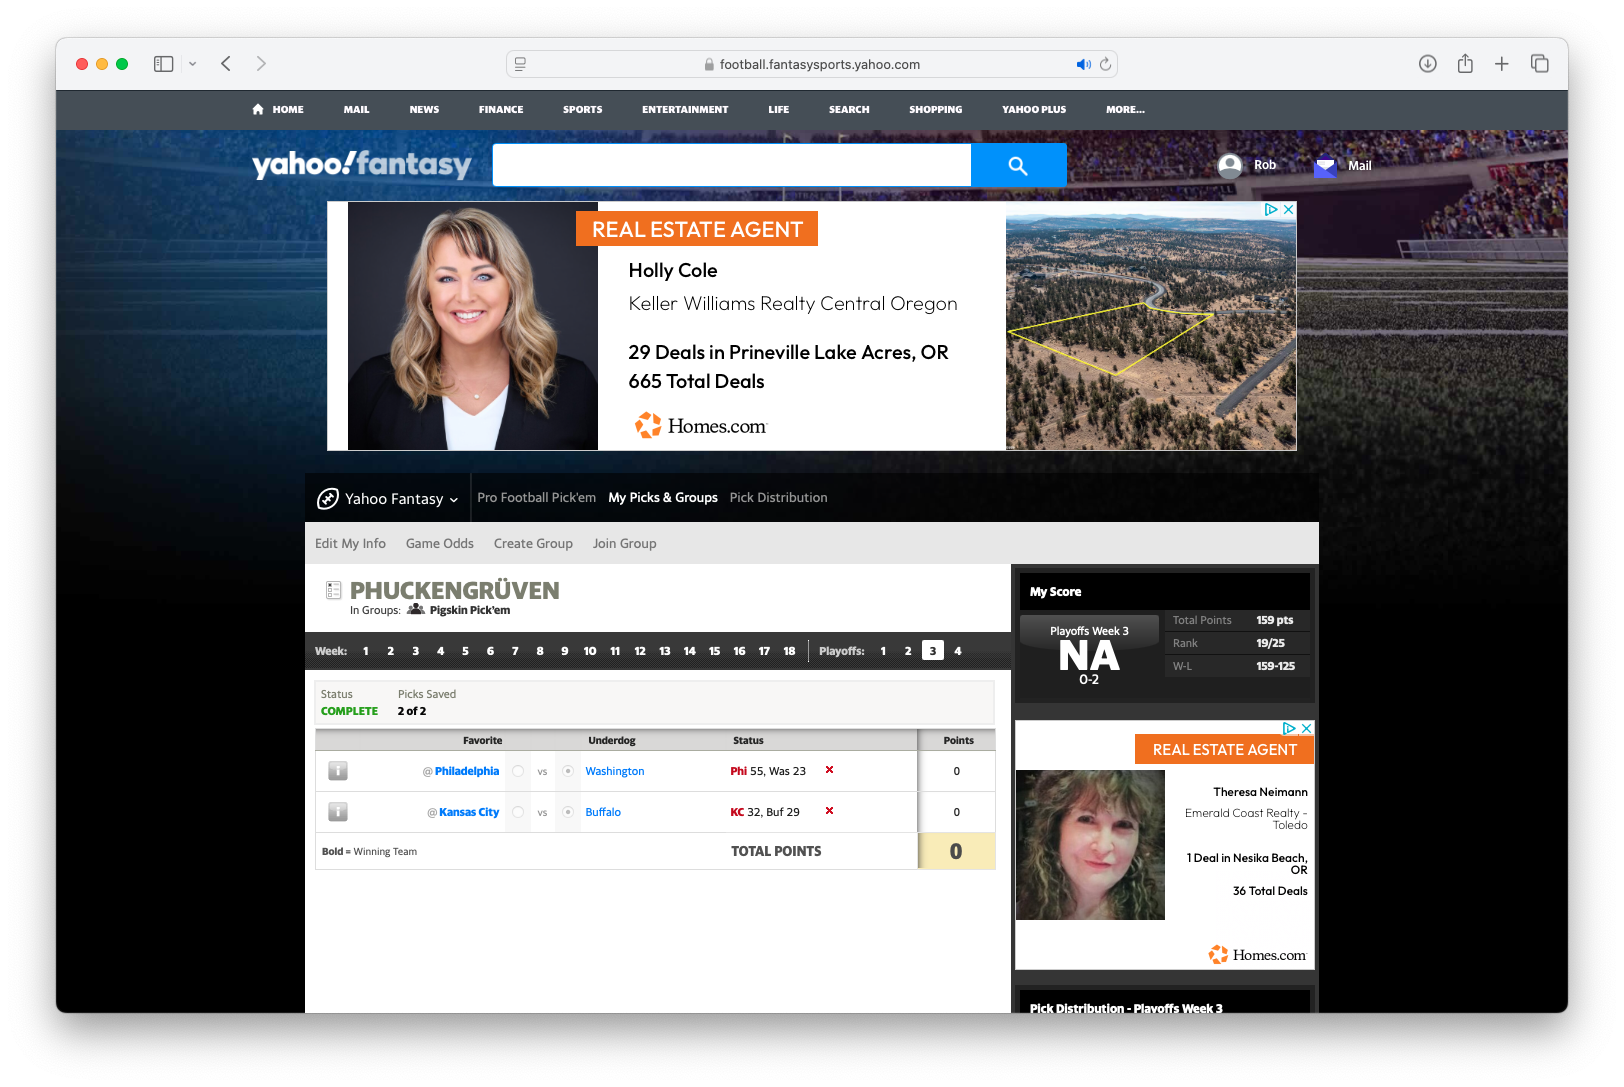 football.fantasysports.yahoo.com
HOME MAIL NEWS FINANCE SPORTS ENTERTAINMENT LIFE SEARCH SHOPPING YAHOO PLUS MORE...
yahoo!fantasy
Rob Mail
REAL ESTATE AGENT
Holly Cole
Keller Williams Realty Central Oregon
29 Deals in Prineville Lake Acres, OR
665 Total Deals
Homes.com
Yahoo Fantasy Pro Football Pick'em My Picks & Groups Pick Distribution
Edit My Info Game Odds Create Group Join Group
PHUCKENGRÜVEN
In Groups: Pigskin Pick'em
Week: 1 2 3 4 5 6 7 8 9 10 11 12 13 14 15 16 17 18 Playoffs: 1 2 3 4
Status Picks Saved
COMPLETE 2 of 2
Favorite Underdog Status Points
@ Philadelphia vs Washington Phi 55, Was 23 0
@ Kansas City vs Buffalo KC 32, Buf 29 0
Bold = Winning Team TOTAL POINTS 0
My Score
Playoffs Week 3
NA
0-2
Total Points 159 pts
Rank 19/25
W-L 159-125
REAL ESTATE AGENT
Theresa Neimann
Emerald Coast Realty -
Toledo
1 Deal in Nesika Beach,
OR
36 Total Deals
Homes.com
Pick Distribution - Playoffs Week 3